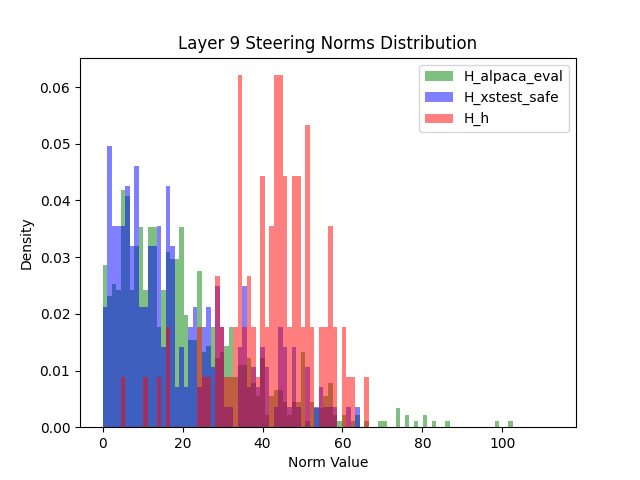 Layer 9 Steering Norms Distribution
H_alpaca_eval
H_xstest_safe
H_h
Density
0.06
0.05
0.04
0.03
0.02
0.01
0.00
0 20 40 60 80 100
Norm Value